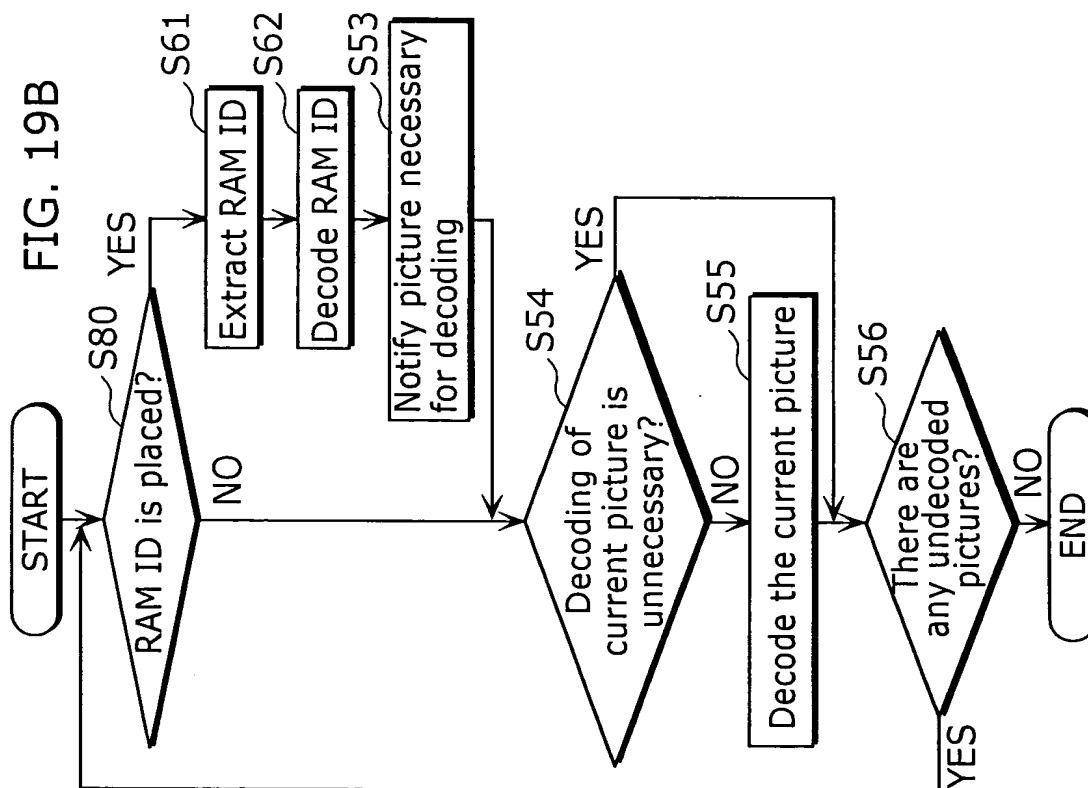 FIG. 19B
START
S80
RAM ID is placed?
YES
NO
S61
Extract RAM ID
S62
Decode RAM ID
S53
Notify picture necessary
for decoding
S54
Decoding of
current picture is
unnecessary?
YES
NO
S55
Decode the current picture
S56
There are
any undecoded
pictures?
YES
NO
END